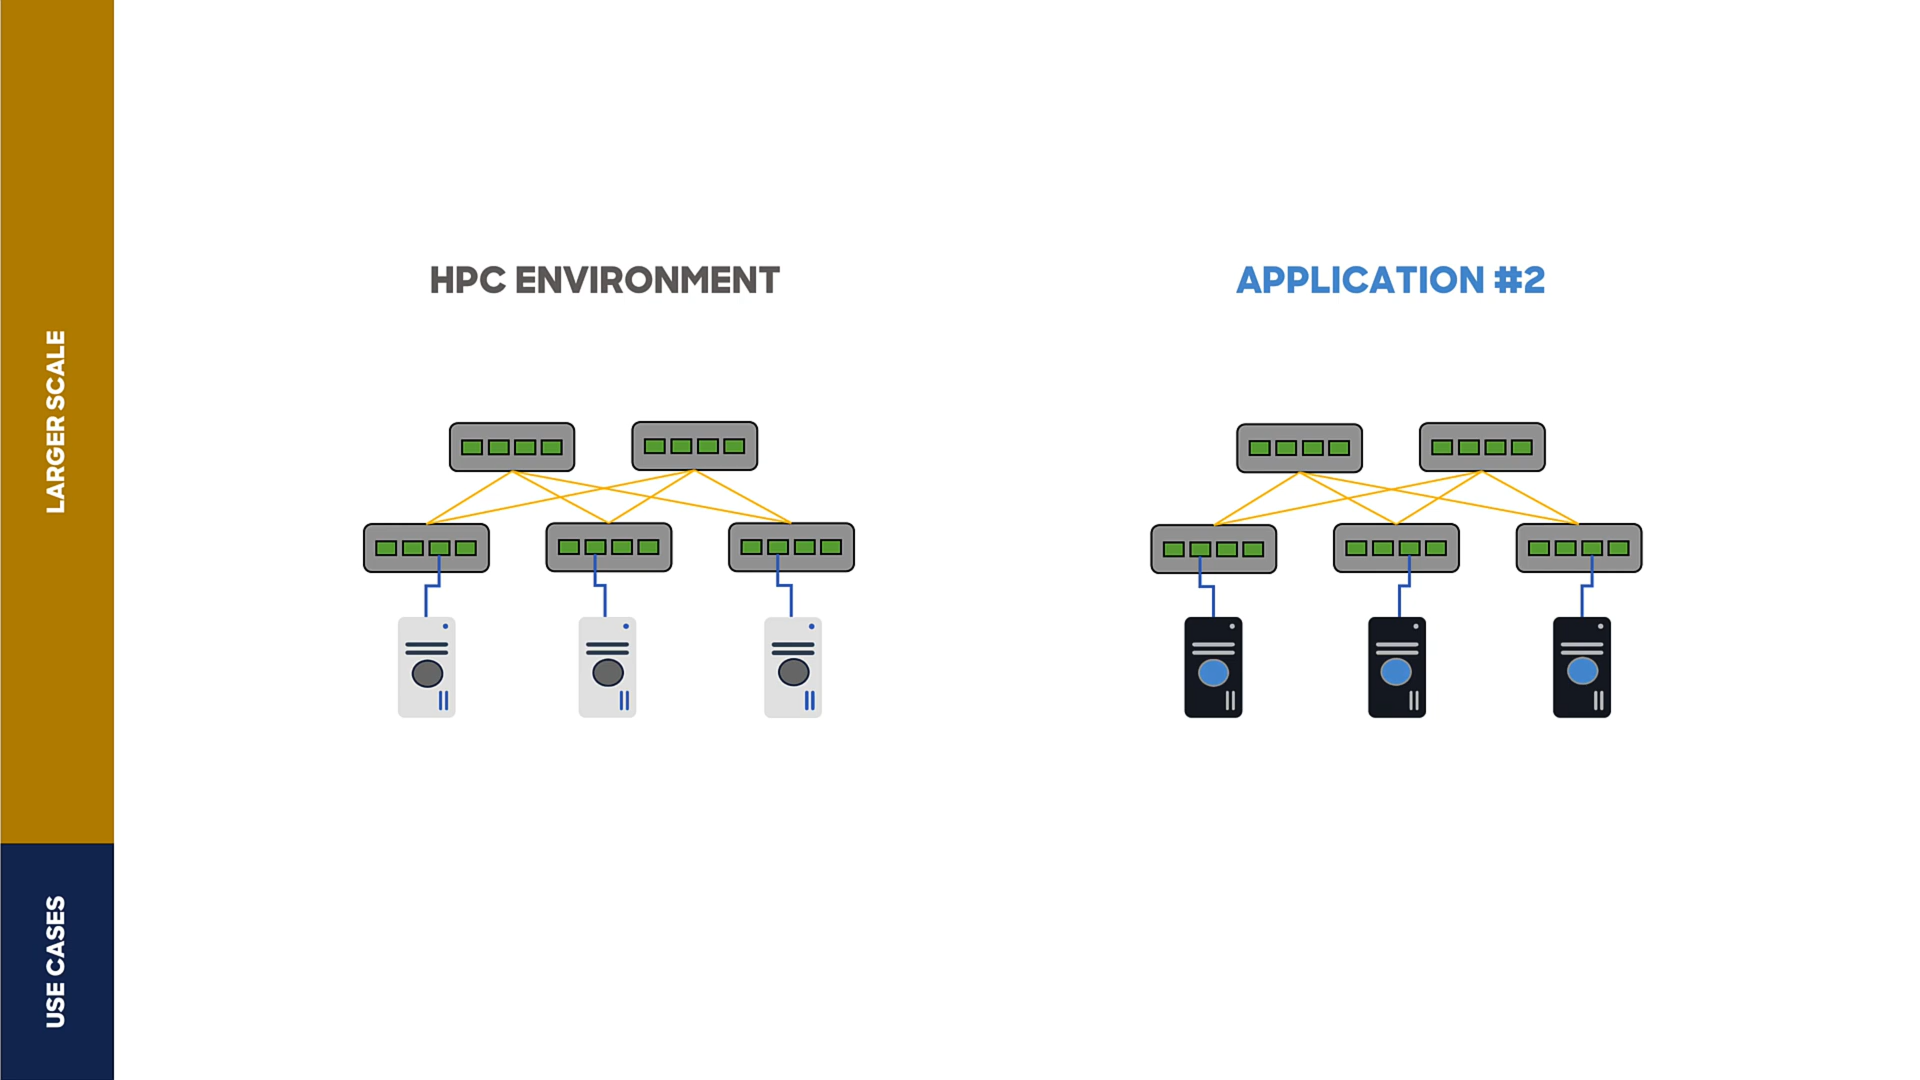 LARGER SCALE
USE CASES
HPC ENVIRONMENT
APPLICATION #2